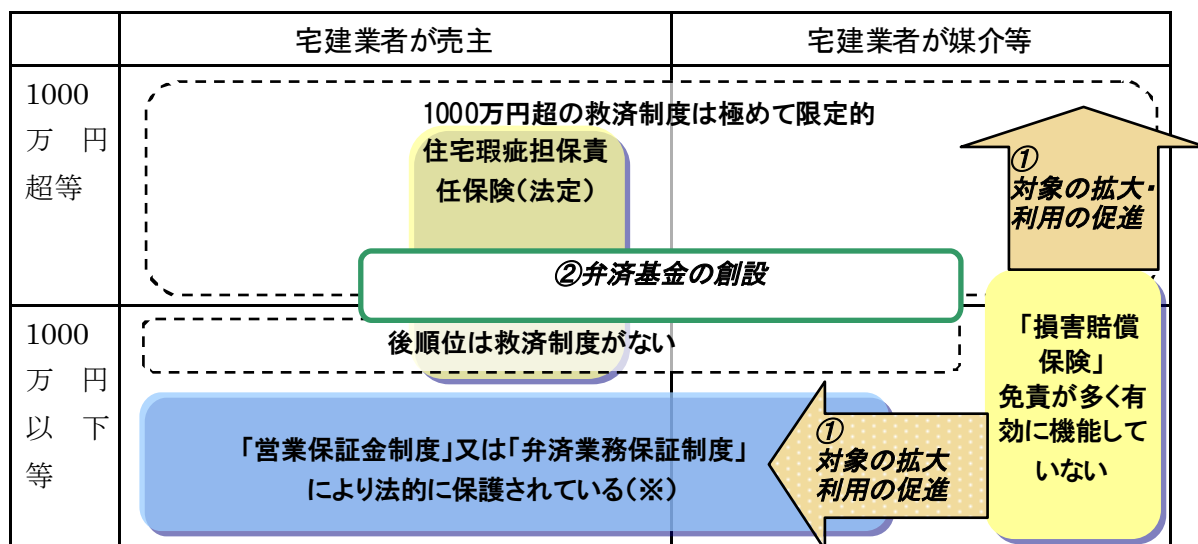 宅建業者が売主
宅建業者が媒介等
1000
万　円
超等
1000万円超の救済制度は極めて限定的
住宅瑕疵担保責
任保険（法定）
①
対象の拡大・
利用の促進
②弁済基金の創設
1000
万　円
以　下
等
後順位は救済制度がない
「損害賠償
保険」
免責が多く有
効に機能して
いない
「営業保証金制度」又は「弁済業務保証制度」
により法的に保護されている（※）
①
対象の拡大
利用の促進